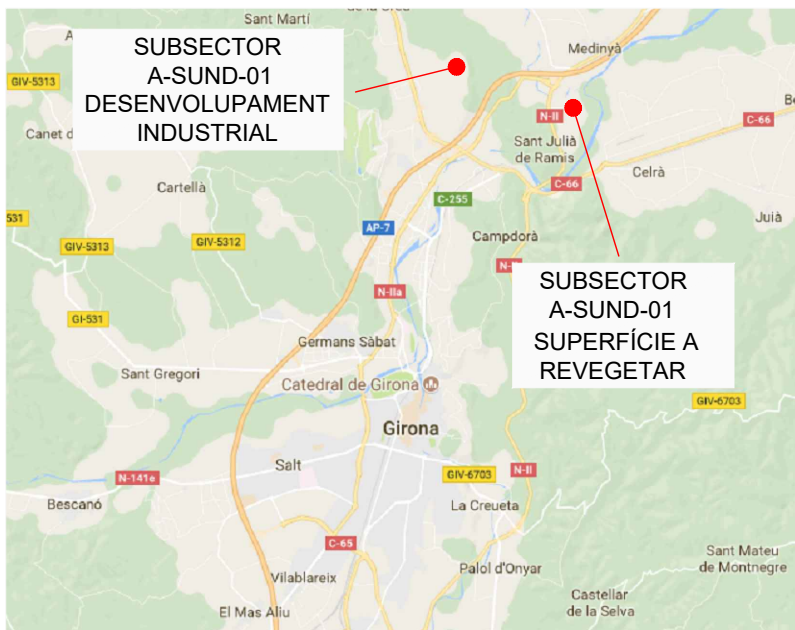 de la Crea
Sant Martí
SUBSECTOR
A-SUND-01
DESENVOLUPAMENT
INDUSTRIAL
Medinyà
GIV-5313
N-II
Canet d
Sant Julià
de Ramis
C-66
Celrà
C-66
Cartellà
C-255
Juià
531
GIV-5313
GIV-5312
AP-7
Campdorà
SUBSECTOR
A-SUND-01
SUPERFÍCIE A
REVEGETAR
N-IIa
GI-531
Germans Sàbat
Sant Gregori
Catedral de Girona
GIV-6703
Girona
Salt
N-141e
GIV-6703
N-II
Bescanó
La Creueta
C-65
Sant Mateu
de Montnegre
Vilablareix
Palol d'Onyar
Castellar
de la Selva
El Mas Aliu